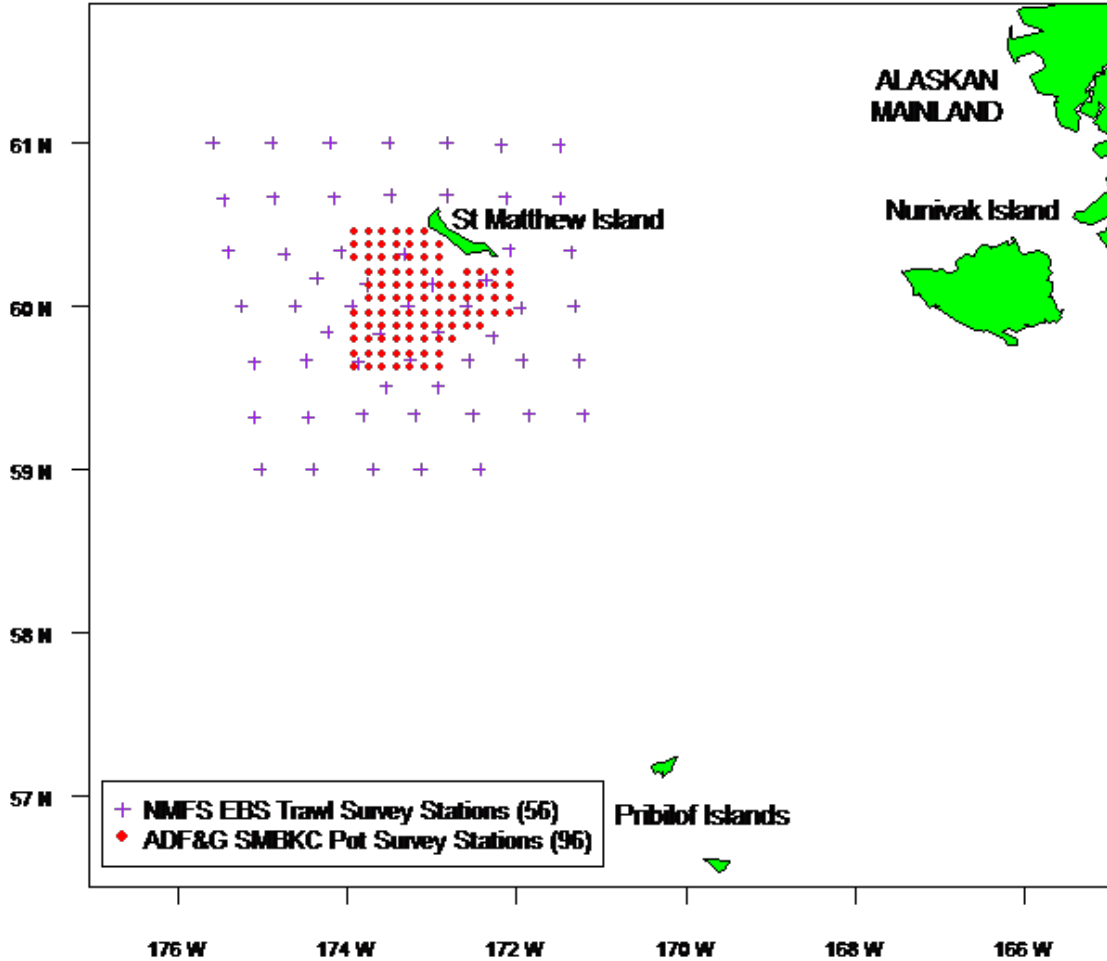 ALASKAN
MAINLAND
61 N
Nunivak Island
St Matthew Island
60 N
59 N
58 N
57 N
NMFS EBS Trawl Survey Stations (56)
Pribilof Islands
ADF&G SMBKC Pot Survey Stations (96)
176 W 174 W 172 W 170 W 168 W 166 W